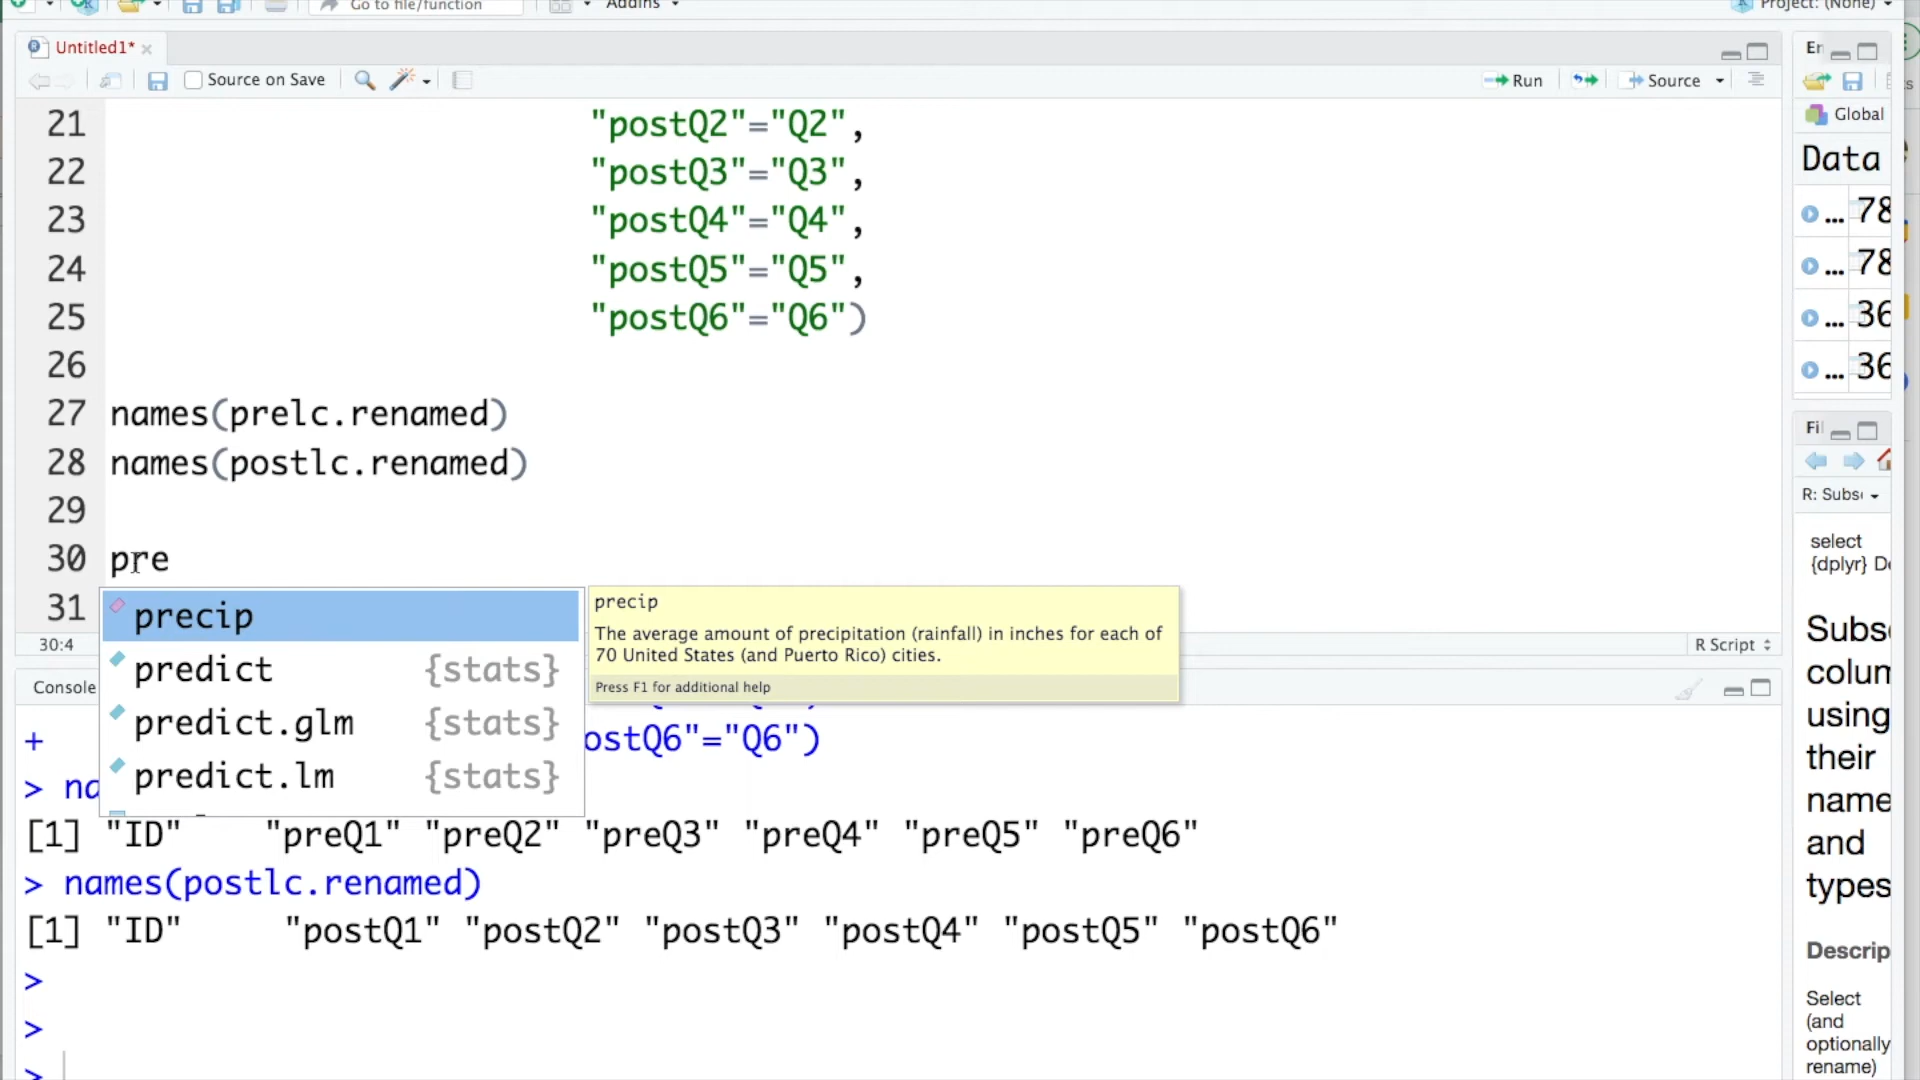 Go to file/function
Addins
Project: (None)
Untitled1*
Source on Save
Run
Source
21 "postQ2"="Q2",
22 "postQ3"="Q3",
23 "postQ4"="Q4",
24 "postQ5"="Q5",
25 "postQ6"="Q6")
26
27 names(prelc.renamed)
28 names(postlc.renamed)
29
30 pre
31
precip
predict {stats}
predict.glm {stats}
predict.lm {stats}
precip
The average amount of precipitation (rainfall) in inches for each of
70 United States (and Puerto Rico) cities.
Press F1 for additional help
30:4
R Script
Console
+ ostQ6"="Q6")
> na
[1] "ID" "preQ1" "preQ2" "preQ3" "preQ4" "preQ5" "preQ6"
> names(postlc.renamed)
[1] "ID" "postQ1" "postQ2" "postQ3" "postQ4" "postQ5" "postQ6"
>
>
>
En
Global
Data
... 78
... 78
... 36
... 36
Fil
R: Subs
select
{dplyr}
Subs
colum
using
their
name
and
types
Descrip
Select
(and
optionally
rename)